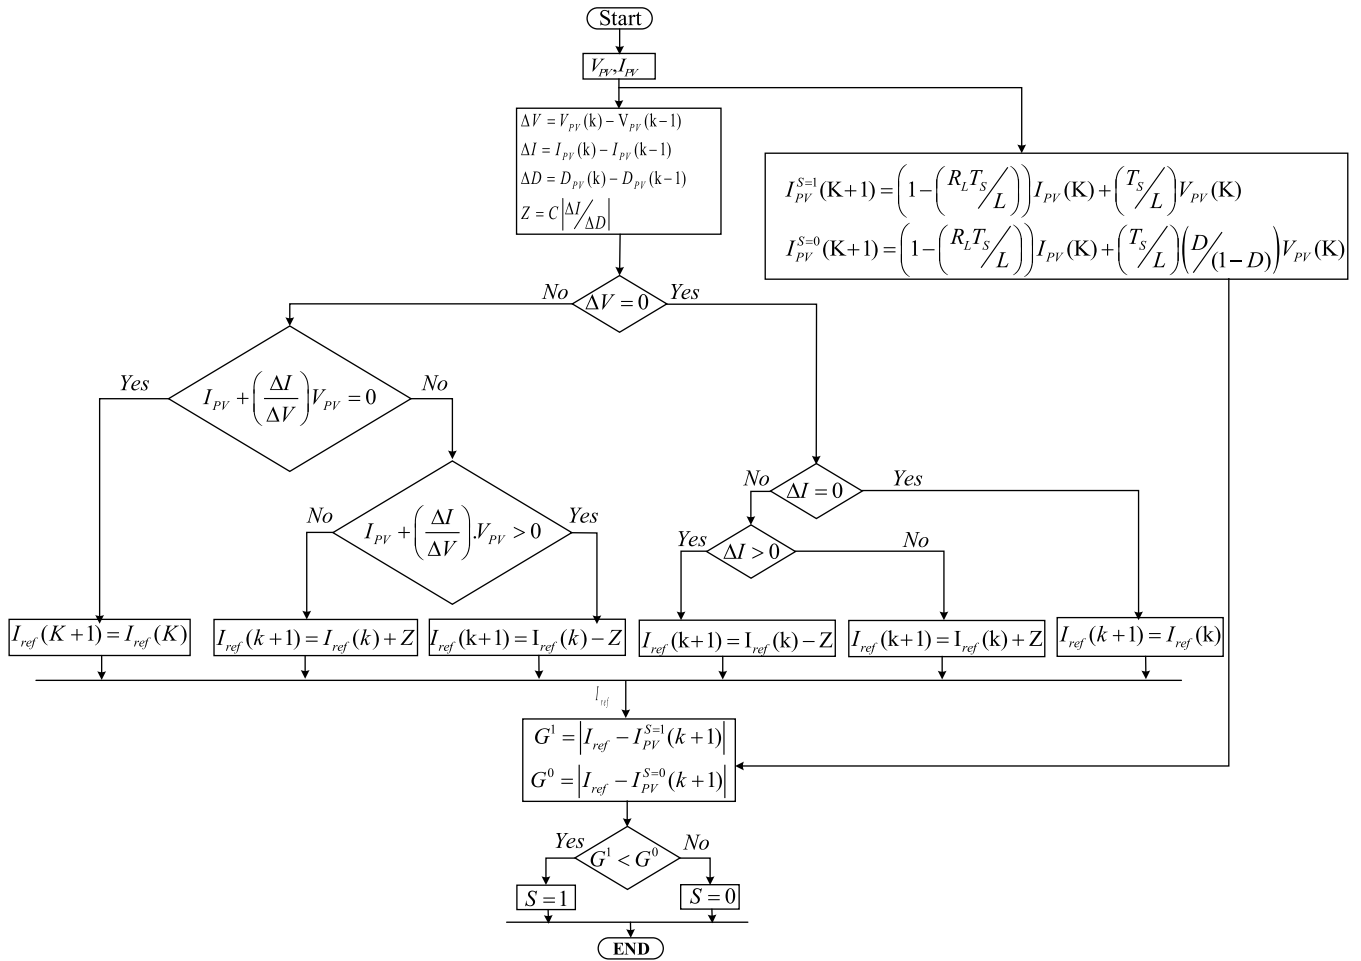 Start
V_PV, I_PV
ΔV = V_PV(k) − V_PV(k−1)
ΔI = I_PV(k) − I_PV(k−1)
ΔD = D_PV(k) − D_PV(k−1)
Z = C |ΔI/ΔD|
I_PV^{S=1}(K+1) = (1−(R_L T_S/L)) I_PV(K) + (T_S/L) V_PV(K)
I_PV^{S=0}(K+1) = (1−(R_L T_S/L)) I_PV(K) + (T_S/L)(D/(1−D)) V_PV(K)
No ΔV = 0 Yes
Yes I_PV + (ΔI/ΔV) V_PV = 0 No
No ΔI = 0 Yes
No I_PV + (ΔI/ΔV).V_PV > 0 Yes
Yes ΔI > 0 No
I_ref(K+1) = I_ref(K)
I_ref(k+1) = I_ref(k) + Z
I_ref(k+1) = I_ref(k) − Z
I_ref(k+1) = I_ref(k) − Z
I_ref(k+1) = I_ref(k) + Z
I_ref(k+1) = I_ref(k)
I_ref
G^1 = |I_ref − I_PV^{S=1}(k+1)|
G^0 = |I_ref − I_PV^{S=0}(k+1)|
Yes G^1 < G^0 No
S = 1
S = 0
END